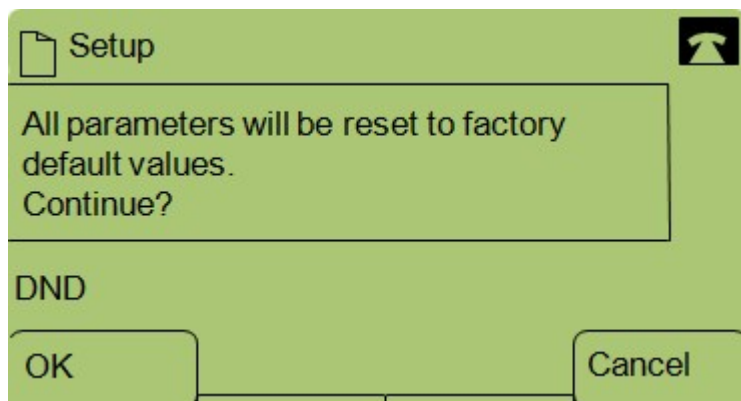 Setup
All parameters will be reset to factory
default values.
Continue?
DND
OK
Cancel